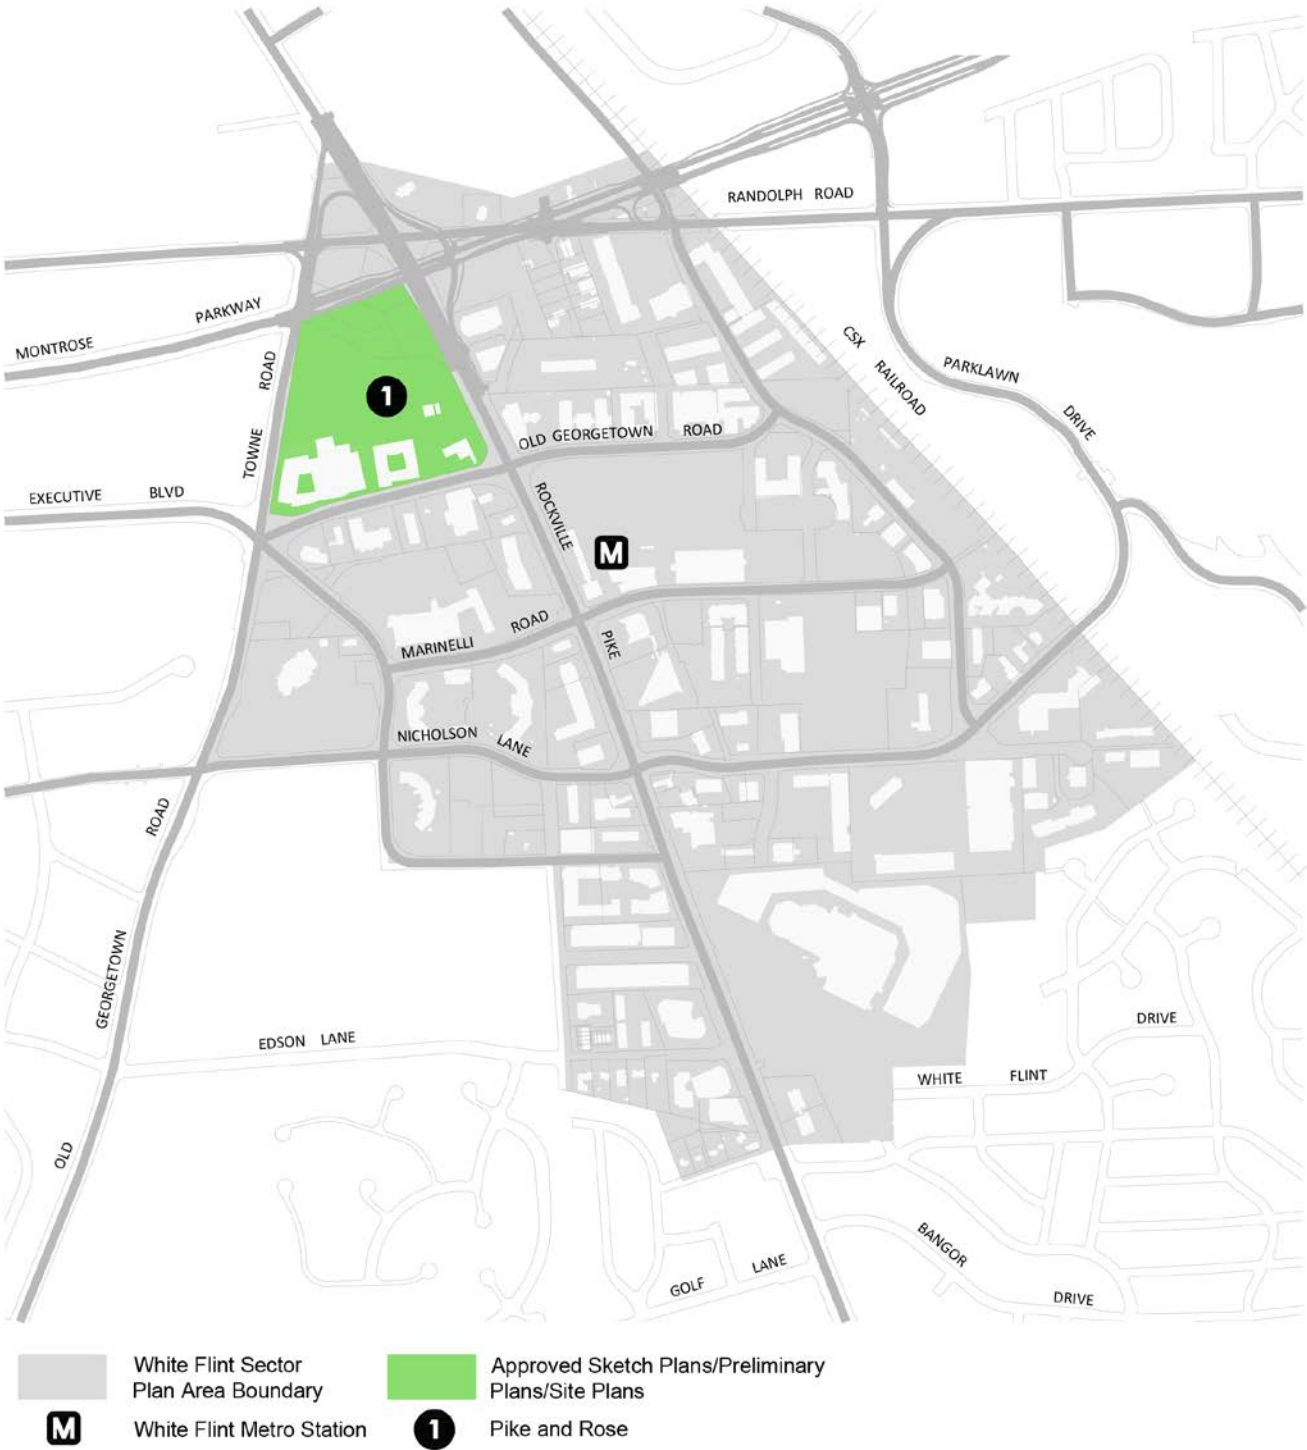 RANDOLPH ROAD
MONTROSE PARKWAY
TOWNE ROAD
1
CSX RAILROAD
PARKLAWN DRIVE
OLD GEORGETOWN ROAD
EXECUTIVE BLVD
ROCKVILLE PIKE
M
MARINELLI ROAD
NICHOLSON LANE
OLD GEORGETOWN ROAD
EDSON LANE
WHITE FLINT DRIVE
BANGOR DRIVE
GOLF LANE
White Flint Sector
Plan Area Boundary
Approved Sketch Plans/Preliminary
Plans/Site Plans
M White Flint Metro Station
1 Pike and Rose